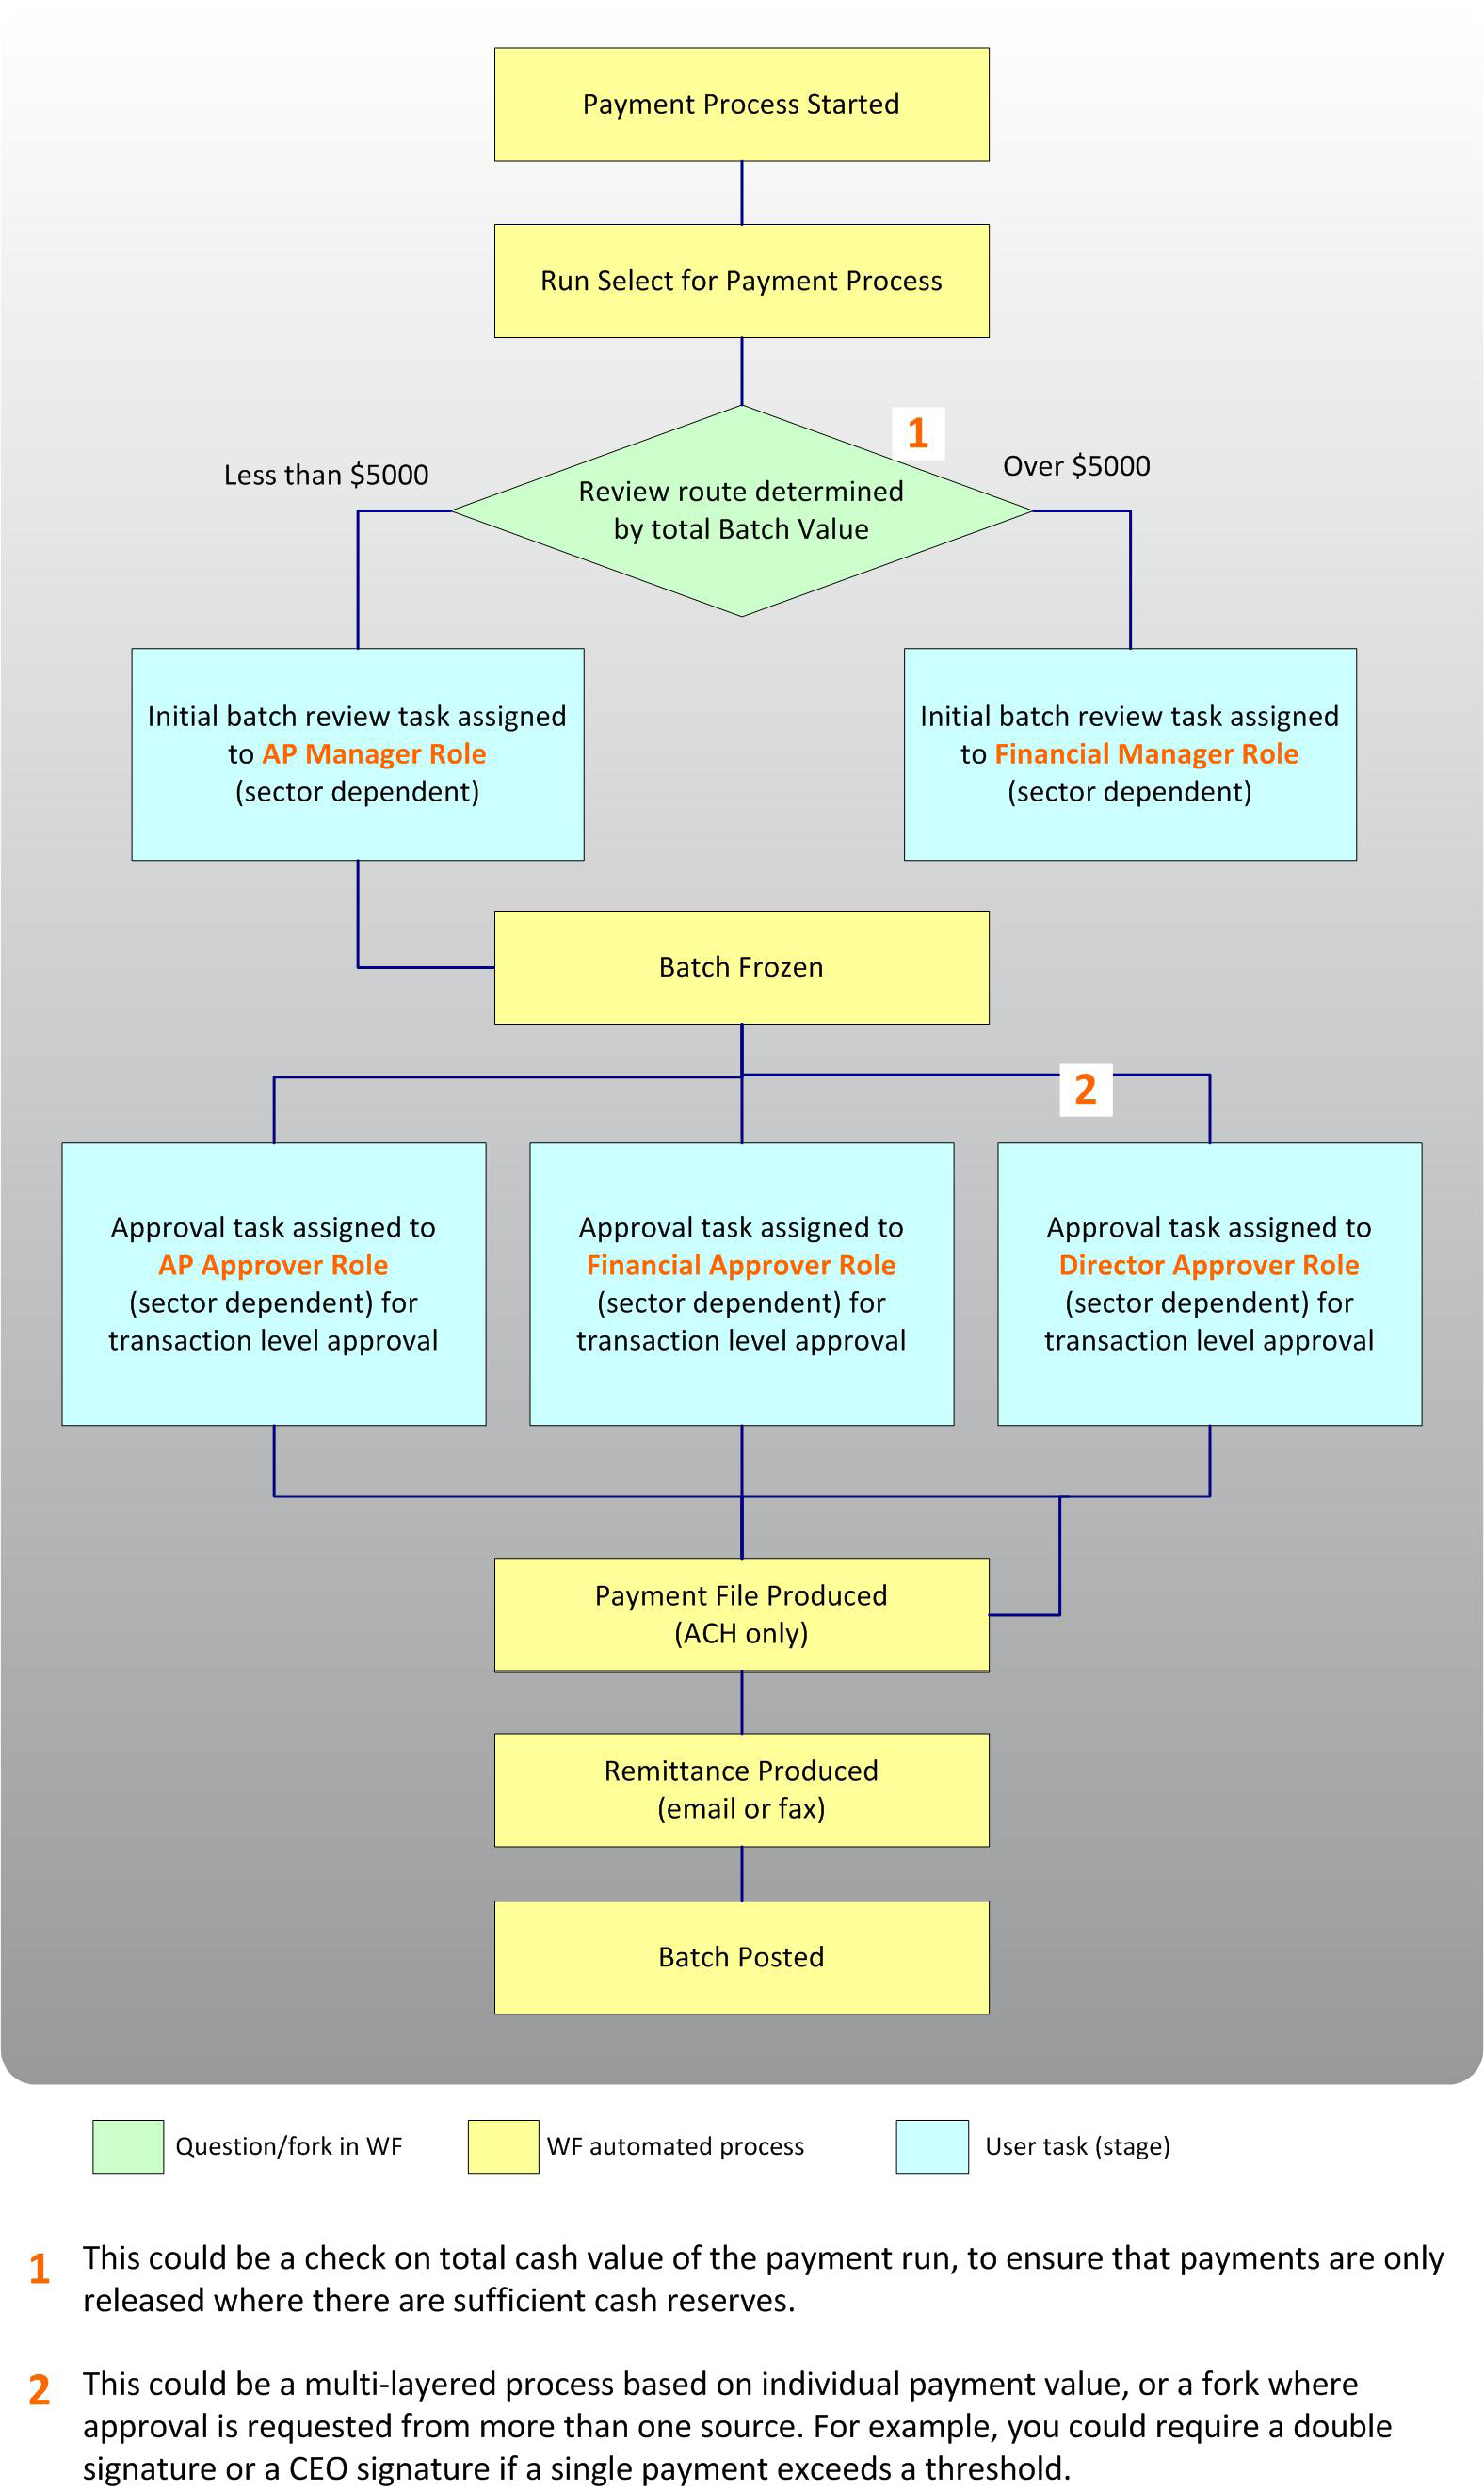 Payment Process Started
Run Select for Payment Process
1
Less than $5000
Over $5000
Review route determined
by total Batch Value
Initial batch review task assigned
to AP Manager Role
(sector dependent)
Initial batch review task assigned
to Financial Manager Role
(sector dependent)
Batch Frozen
2
Approval task assigned to
AP Approver Role
(sector dependent) for
transaction level approval
Approval task assigned to
Financial Approver Role
(sector dependent) for
transaction level approval
Approval task assigned to
Director Approver Role
(sector dependent) for
transaction level approval
Payment File Produced
(ACH only)
Remittance Produced
(email or fax)
Batch Posted
Question/fork in WF
WF automated process
User task (stage)
1 This could be a check on total cash value of the payment run, to ensure that payments are only
released where there are sufficient cash reserves.
2 This could be a multi-layered process based on individual payment value, or a fork where
approval is requested from more than one source. For example, you could require a double
signature or a CEO signature if a single payment exceeds a threshold.